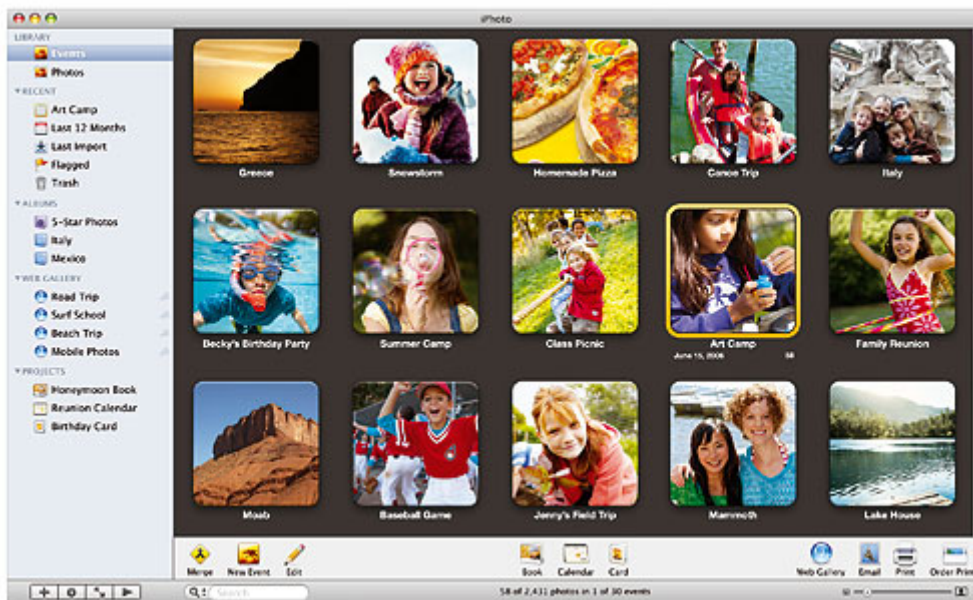 iPhoto
LIBRARY
Events
Photos
RECENT
Art Camp
Last 12 Months
Last Import
Flagged
Trash
ALBUMS
5-Star Photos
Italy
Mexico
WEB GALLERY
Road Trip
Surf School
Beach Trip
Mobile Photos
PROJECTS
Honeymoon Book
Reunion Calendar
Birthday Card
Greece
Snowstorm
Homemade Pizza
Canoe Trip
Italy
Becky's Birthday Party
Summer Camp
Class Picnic
Art Camp
June 15, 2006 58
Family Reunion
Moab
11
Baseball Game
Jenny's Field Trip
Mammoth
Lake House
Merge
New Event
Edit
Book
Calendar
Card
Web Gallery
Email
Print
Order Prin
Search
58 of 2,431 photos in 1 of 30 events